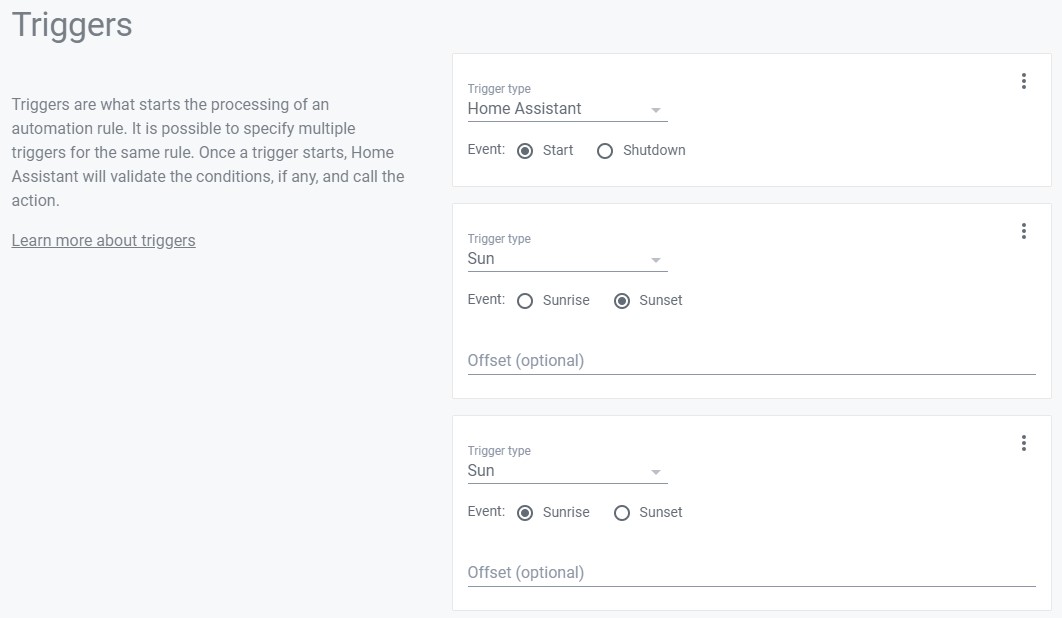 Triggers
Triggers are what starts the processing of an
automation rule. It is possible to specify multiple
triggers for the same rule. Once a trigger starts, Home
Assistant will validate the conditions, if any, and call the
action.
Learn more about triggers
Trigger type
Home Assistant
Event: Start Shutdown
Trigger type
Sun
Event: Sunrise Sunset
Offset (optional)
Trigger type
Sun
Event: Sunrise Sunset
Offset (optional)